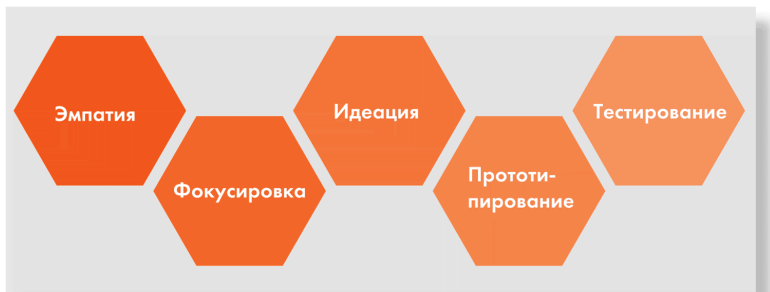 Эмпатия
Фокусировка
Идеация
Прототи-
пирование
Тестирование